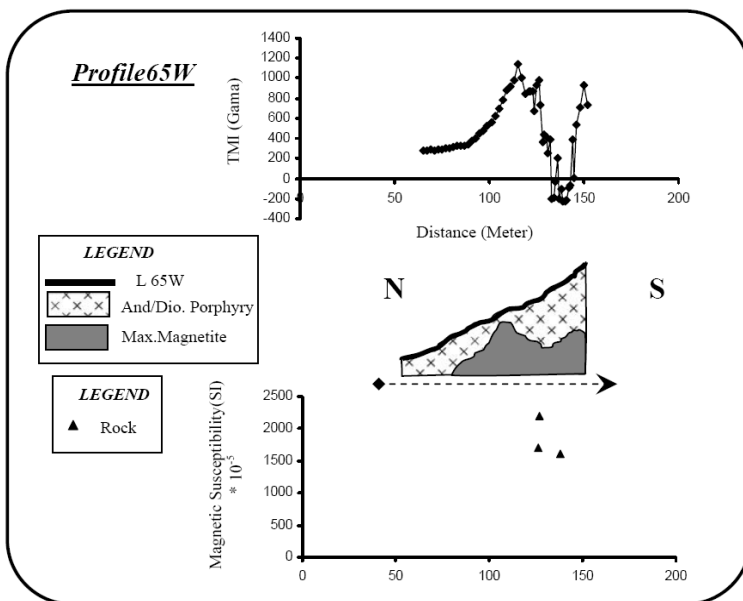 Profile65W
1400
1200
1000
800
600
400
200
0
-200
-400
TMI (Gama)
0 50 100 150 200
Distance (Meter)
LEGEND
L 65W
And/Dio. Porphyry
Max.Magnetite
N S
LEGEND
Rock
2500
2000
1500
1000
500
0
Magnetic Susceptibility(SI)
* 10-5
0 50 100 150 200